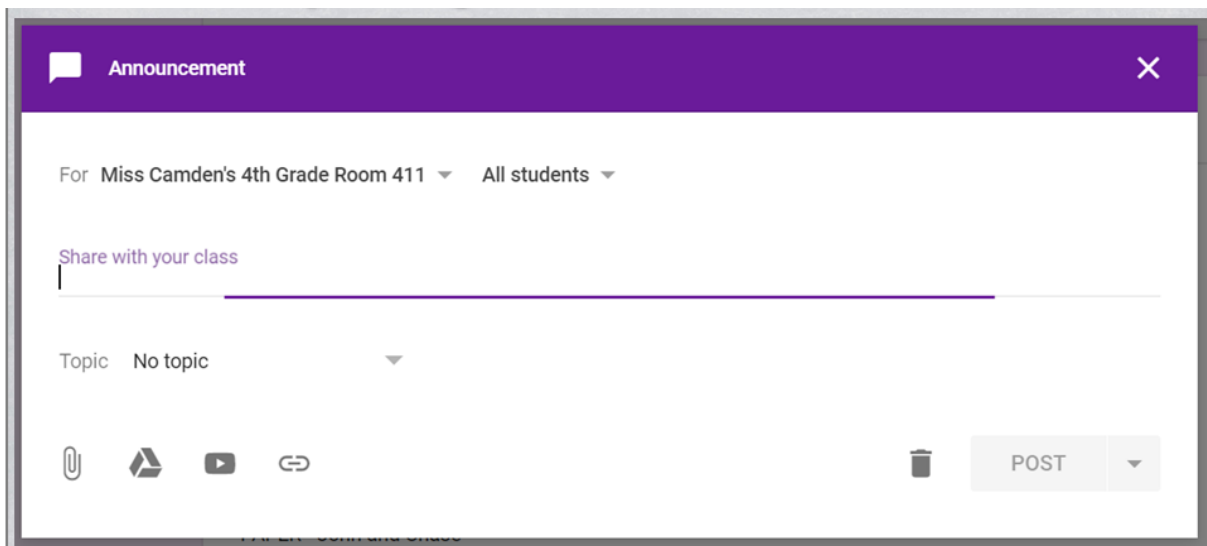 Announcement
For Miss Camden's 4th Grade Room 411 All students
Share with your class
Topic No topic
POST